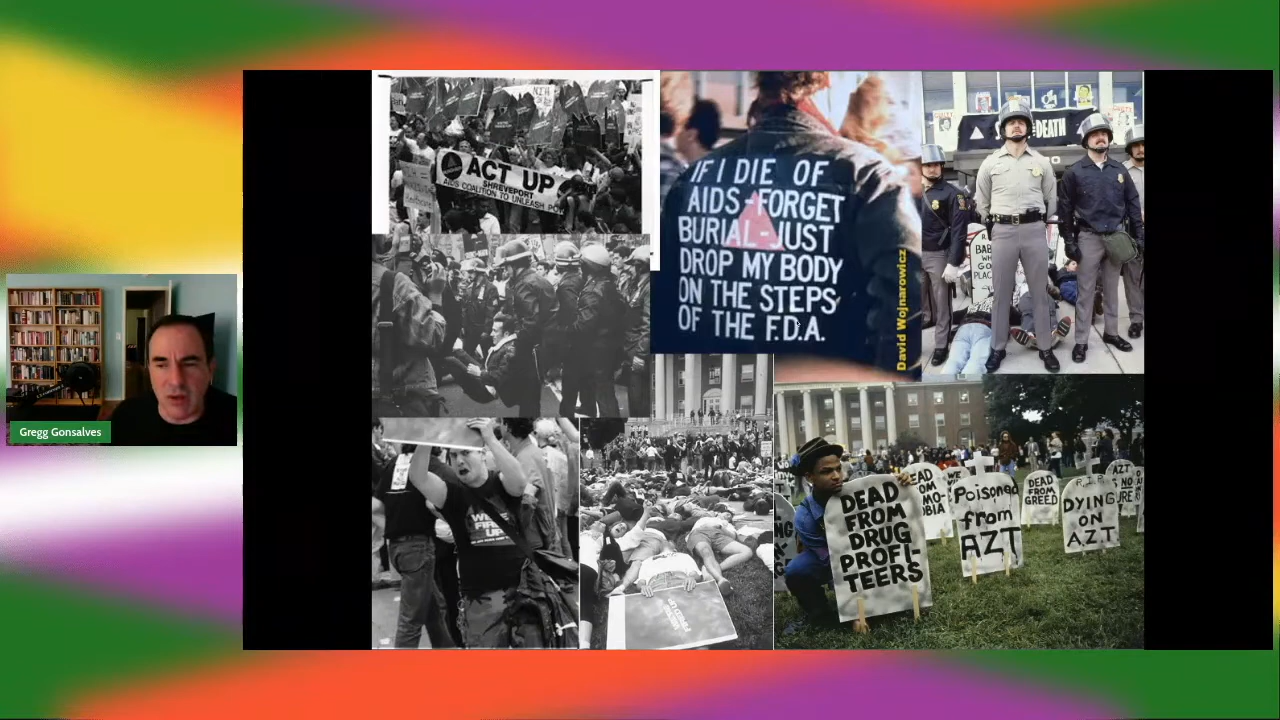 Gregg Gonsalves
ACT UP
SHREVEPORT
AIDS COALITION TO UNLEASH
IF I DIE OF
AIDS-FORGET
BURIAL-JUST
DROP MY BODY
ON THE STEPS
OF THE F.D.A.
David Wojnarowicz
DEATH
DEAD
FROM
DRUG
PROFI-
TEERS
Poisoned
from
AZT
DEAD
FROM
GREED
R.I.P.
DYING
ON
AZT
AZT